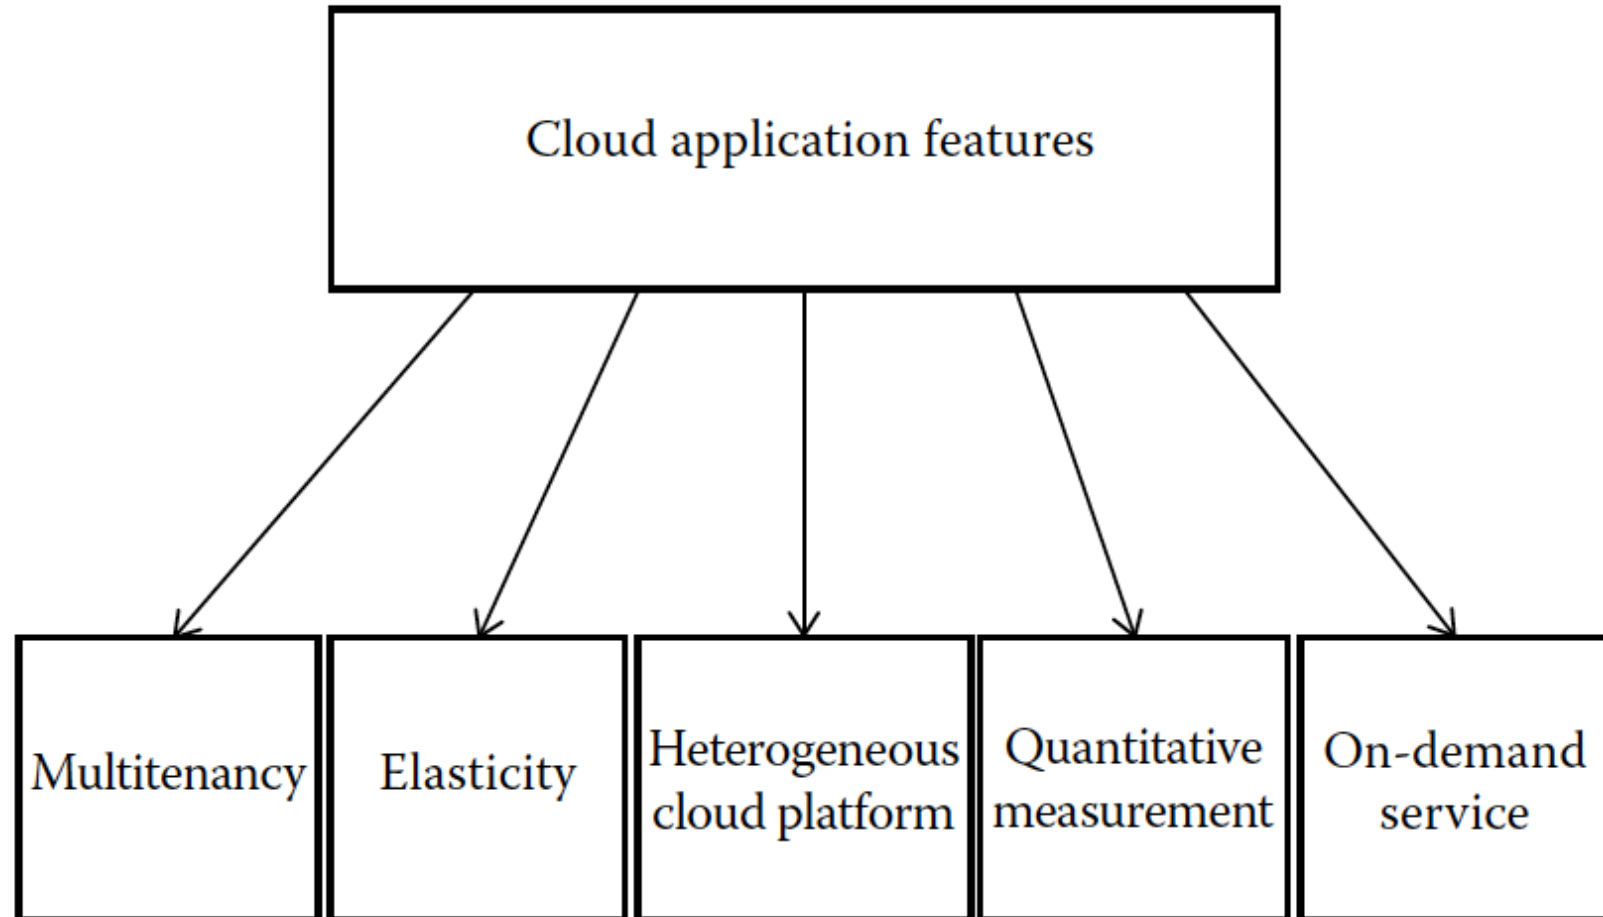 Cloud application features
Multitenancy
Elasticity
Heterogeneous
cloud platform
Quantitative
measurement
On-demand
service